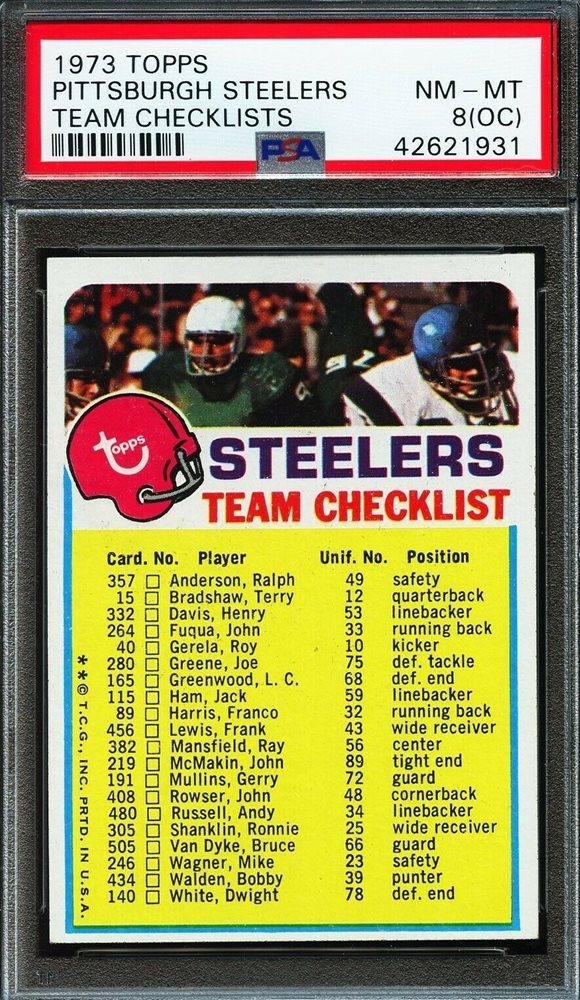 1973 TOPPS
PITTSBURGH STEELERS NM - MT
TEAM CHECKLISTS 8(OC)
PSA 42621931
topps
STEELERS
TEAM CHECKLIST
Card. No. Player Unif. No. Position
357 Anderson, Ralph 49 safety
15 Bradshaw, Terry 12 quarterback
332 Davis, Henry 53 linebacker
264 Fuqua, John 33 running back
40 Gerela, Roy 10 kicker
280 Greene, Joe 75 def. tackle
165 Greenwood, L. C. 68 def. end
115 Ham, Jack 59 linebacker
89 Harris, Franco 32 running back
456 Lewis, Frank 43 wide receiver
382 Mansfield, Ray 56 center
219 McMakin, John 89 tight end
191 Mullins, Gerry 72 guard
408 Rowser, John 48 cornerback
480 Russell, Andy 34 linebacker
305 Shanklin, Ronnie 25 wide receiver
505 Van Dyke, Bruce 66 guard
246 Wagner, Mike 23 safety
434 Walden, Bobby 39 punter
140 White, Dwight 78 def. end
**© T.C.G., INC. PRTD. IN U.S.A.